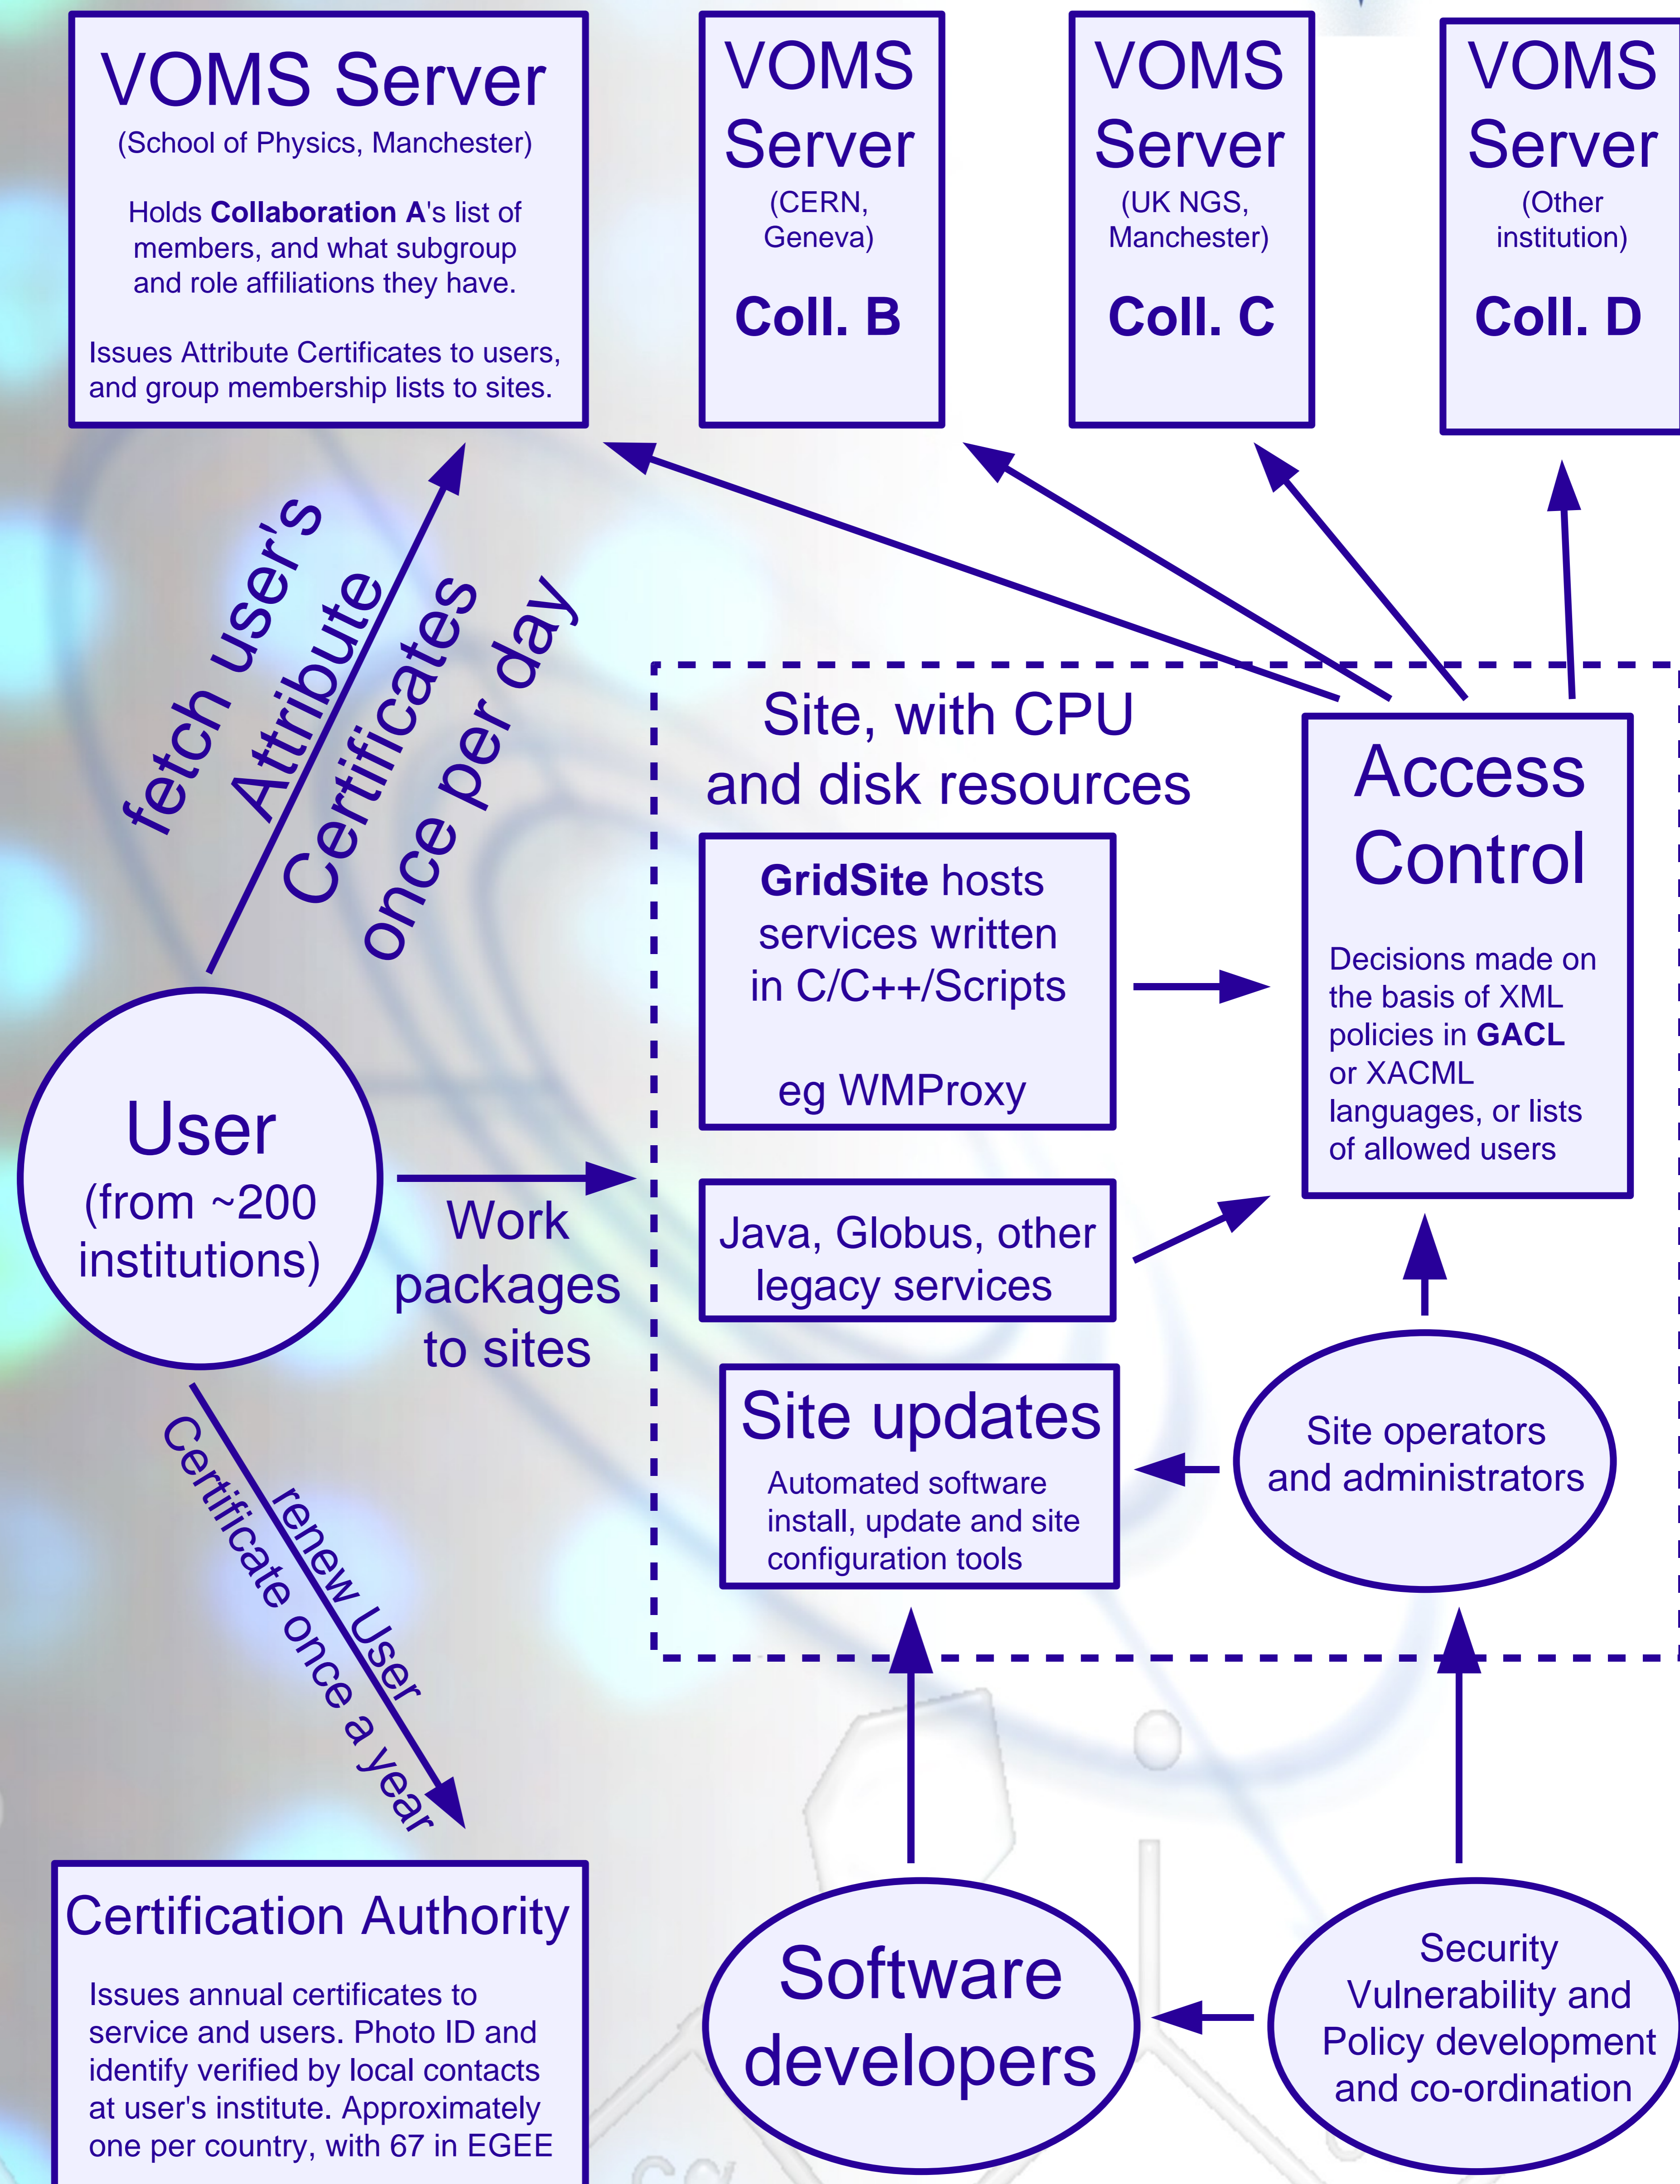 VOMS Server
(School of Physics, Manchester)
Holds Collaboration A's list of
members, and what subgroup
and role affiliations they have.
Issues Attribute Certificates to users,
and group membership lists to sites.
VOMS
Server
(CERN,
Geneva)
Coll. B
VOMS
Server
(UK NGS,
Manchester)
Coll. C
VOMS
Server
(Other
institution)
Coll. D
fetch user's
Attribute
Certificates
once per day
Site, with CPU
and disk resources
GridSite hosts
services written
in C/C++/Scripts
eg WMProxy
Access
Control
Decisions made on
the basis of XML
policies in GACL
or XACML
languages, or lists
of allowed users
User
(from ~200
institutions)
Work
packages
to sites
Java, Globus, other
legacy services
Site updates
Automated software
install, update and site
configuration tools
Site operators
and administrators
renew User
Certificate once a year
Certification Authority
Issues annual certificates to
service and users. Photo ID and
identify verified by local contacts
at user's institute. Approximately
one per country, with 67 in EGEE
Software
developers
Security
Vulnerability and
Policy development
and co-ordination